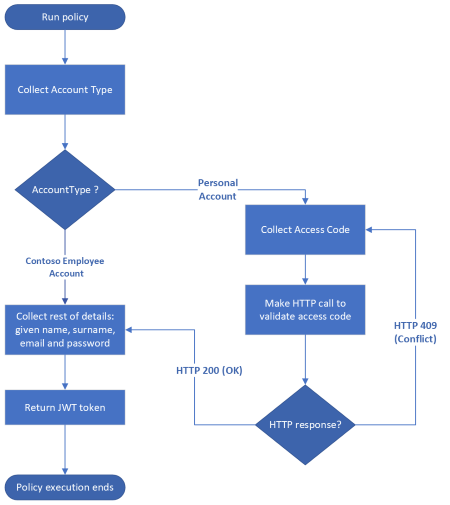 Run policy
Collect Account Type
AccountType ?
Personal
Account
Collect Access Code
Contoso Employee
Account
Make HTTP call to
validate access code
Collect rest of details:
given name, surname,
email and password
HTTP 409
(Conflict)
HTTP 200 (OK)
Return JWT token
HTTP response?
Policy execution ends